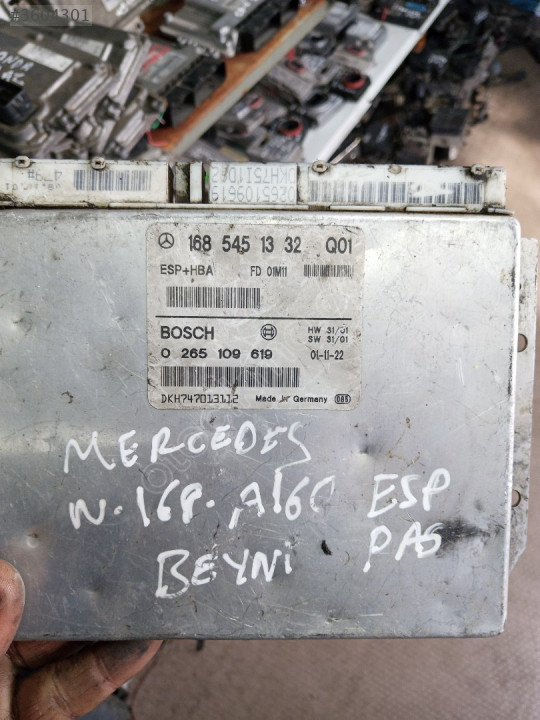 168 545 13 32 Q01
ESP+HBA FD 01M11
BOSCH HW 31/01
SW 31/01
0 265 109 619 01-11-22
DKH747013112 Made in Germany 085
MERCEDES
W.168.A160 ESP
BEYNİ PAS